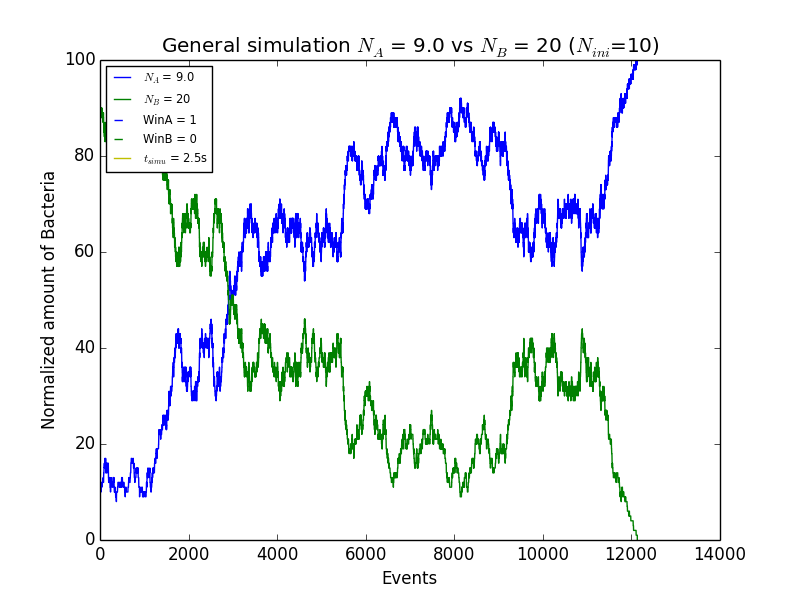 General simulation N_A = 9.0 vs N_B = 20 (N_ini=10)
N_A = 9.0
N_B = 20
WinA = 1
WinB = 0
t_simu = 2.5s
Normalized amount of Bacteria
100
80
60
40
20
0
0 2000 4000 6000 8000 10000 12000 14000
Events